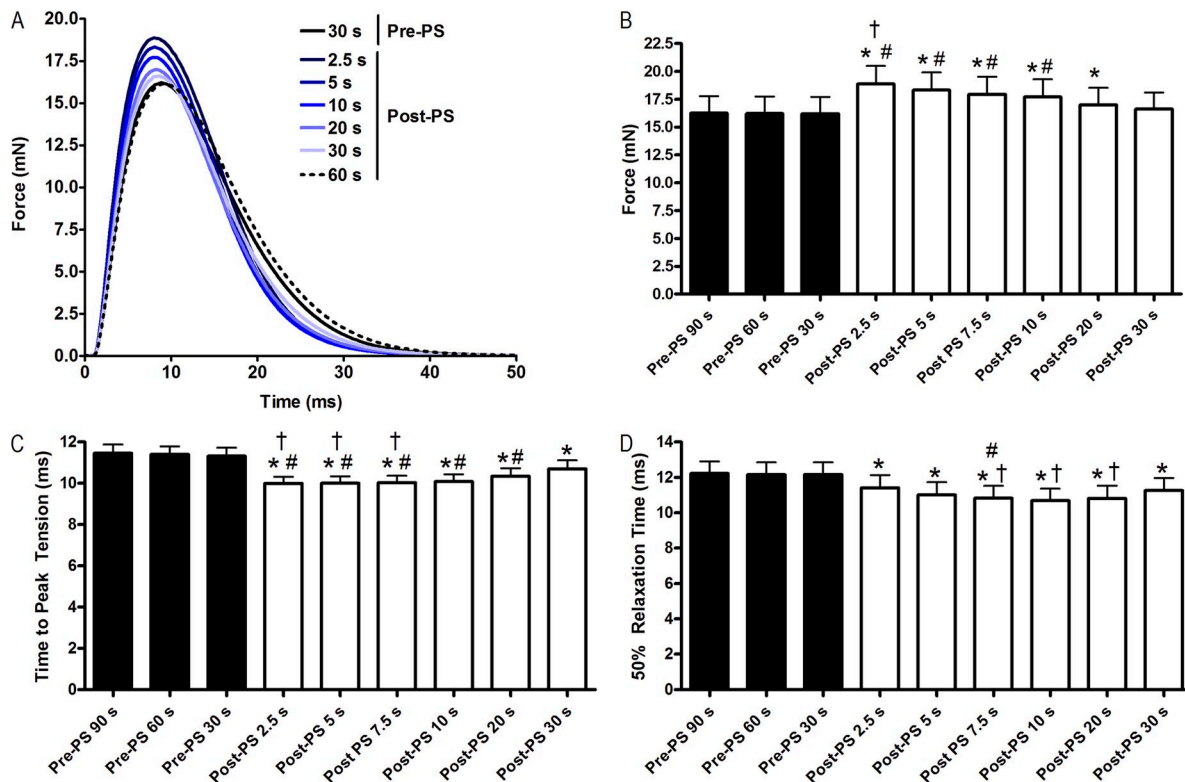 A
20.0
17.5
15.0
12.5
10.0
7.5
5.0
2.5
0.0
Force (mN)
0 10 20 30 40 50
Time (ms)
30 s Pre-PS
2.5 s
5 s
10 s
20 s
30 s
60 s
Post-PS
B
22.5
20.0
17.5
15.0
12.5
10.0
7.5
5.0
2.5
0.0
Force (mN)
†
* # * # * # * # *
Pre-PS 90 s
Pre-PS 60 s
Pre-PS 30 s
Post-PS 2.5 s
Post-PS 5 s
Post-PS 7.5 s
Post-PS 10 s
Post-PS 20 s
Post-PS 30 s
C
12
10
8
6
4
2
0
Time to Peak Tension (ms)
† † †
* # * # * # * # * # *
Pre-PS 90 s
Pre-PS 60 s
Pre-PS 30 s
Post-PS 2.5 s
Post-PS 5 s
Post PS 7.5 s
Post-PS 10 s
Post-PS 20 s
Post-PS 30 s
D
14
12
10
8
6
4
2
0
50% Relaxation Time (ms)
#
* * * † * † * † *
Pre-PS 90 s
Pre-PS 60 s
Pre-PS 30 s
Post-PS 2.5 s
Post-PS 5 s
Post-PS 7.5 s
Post-PS 10 s
Post-PS 20 s
Post-PS 30 s